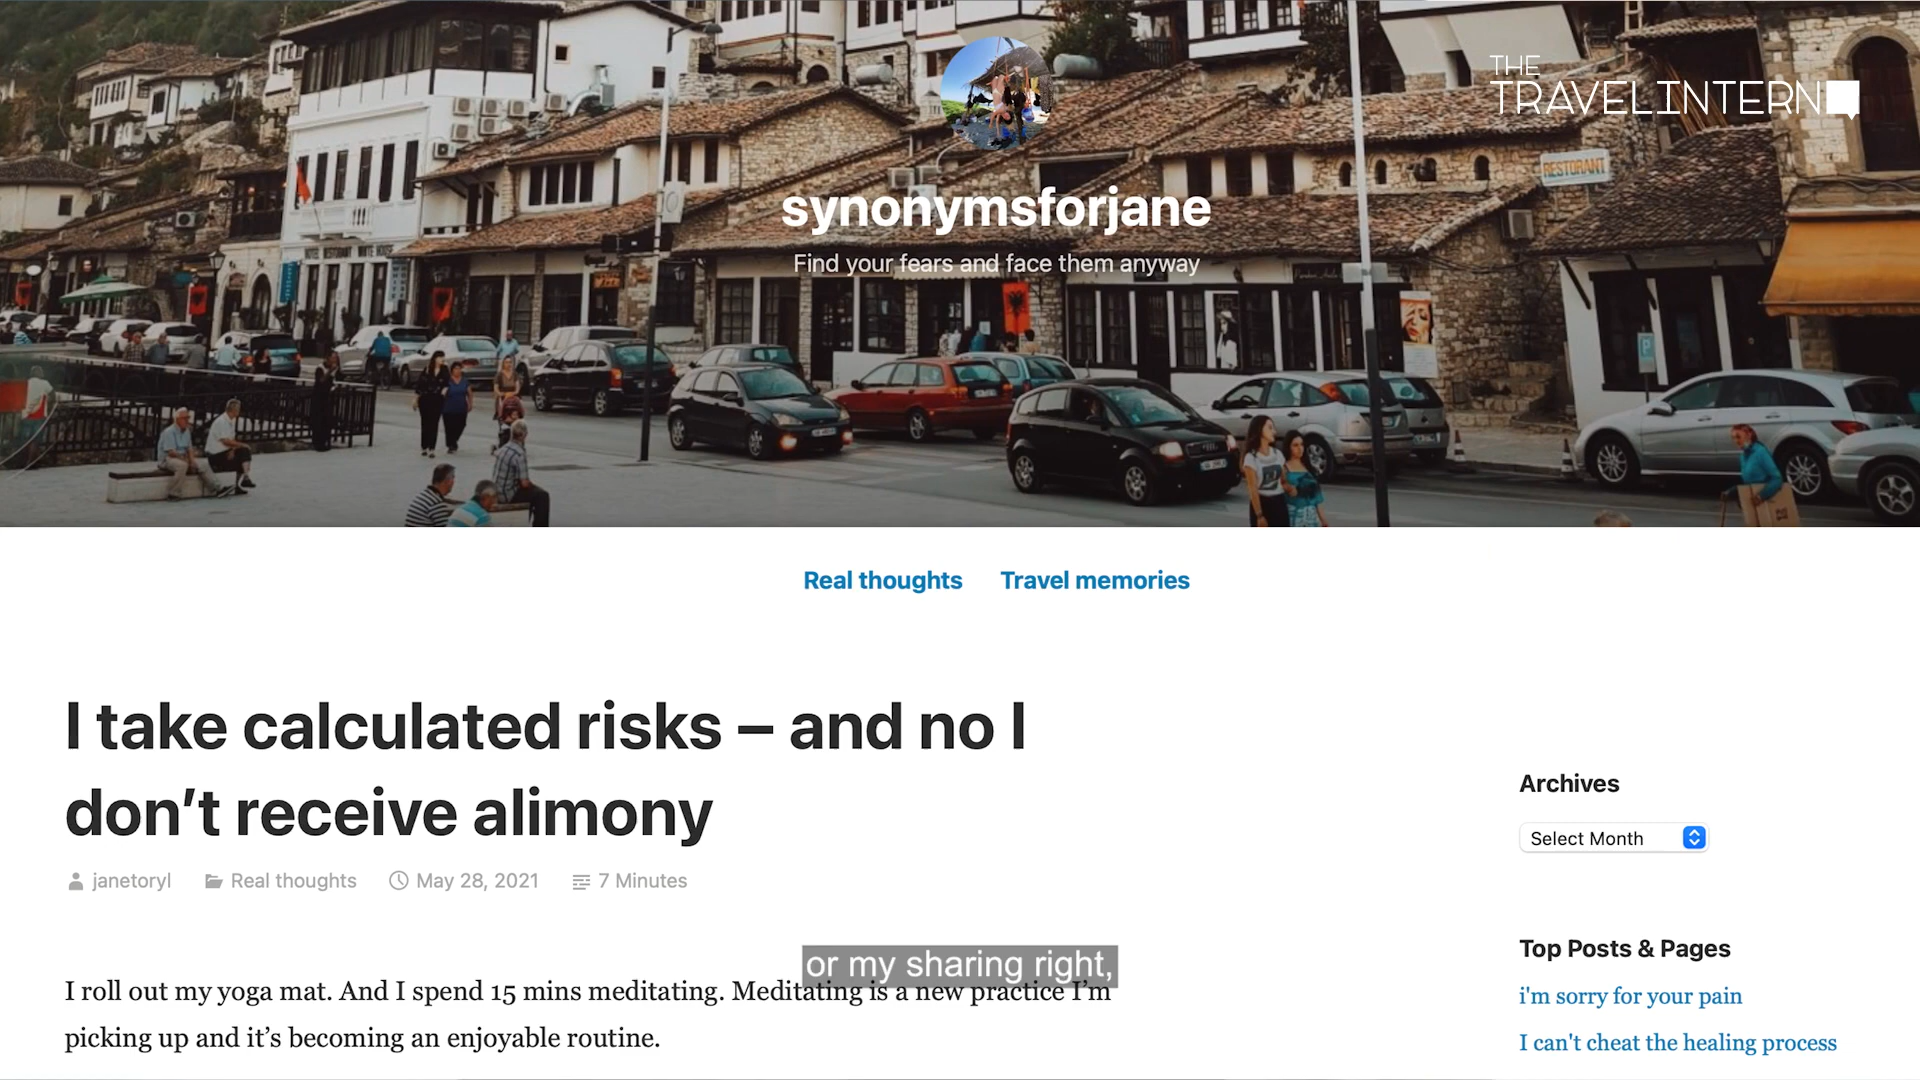 THE
TRAVELINTERN
RESTORANT
synonymsforjane
Find your fears and face them anyway
P
Real thoughts
Travel memories
I take calculated risks – and no I
don't receive alimony
janetoryl
Real thoughts
May 28, 2021
7 Minutes
or my sharing right,
I roll out my yoga mat. And I spend 15 mins meditating. Meditating is a new practice I'm
picking up and it's becoming an enjoyable routine.
Archives
Select Month
Top Posts & Pages
i'm sorry for your pain
I can't cheat the healing process